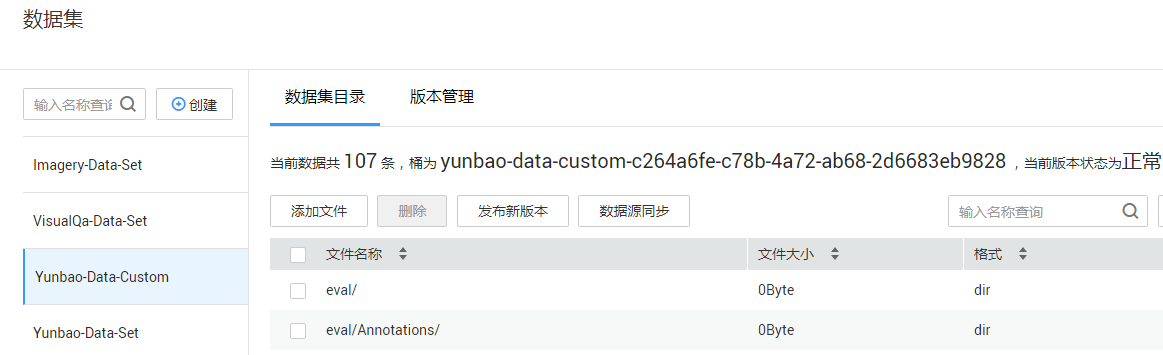 数据集
输入名称查询
创建
Imagery-Data-Set
VisualQa-Data-Set
Yunbao-Data-Custom
Yunbao-Data-Set
数据集目录 版本管理
当前数据共 107 条，桶为 yunbao-data-custom-c264a6fe-c78b-4a72-ab68-2d6683eb9828 ，当前版本状态为正常
添加文件 删除 发布新版本 数据源同步 输入名称查询
文件名称 文件大小 格式
eval/ 0Byte dir
eval/Annotations/ 0Byte dir